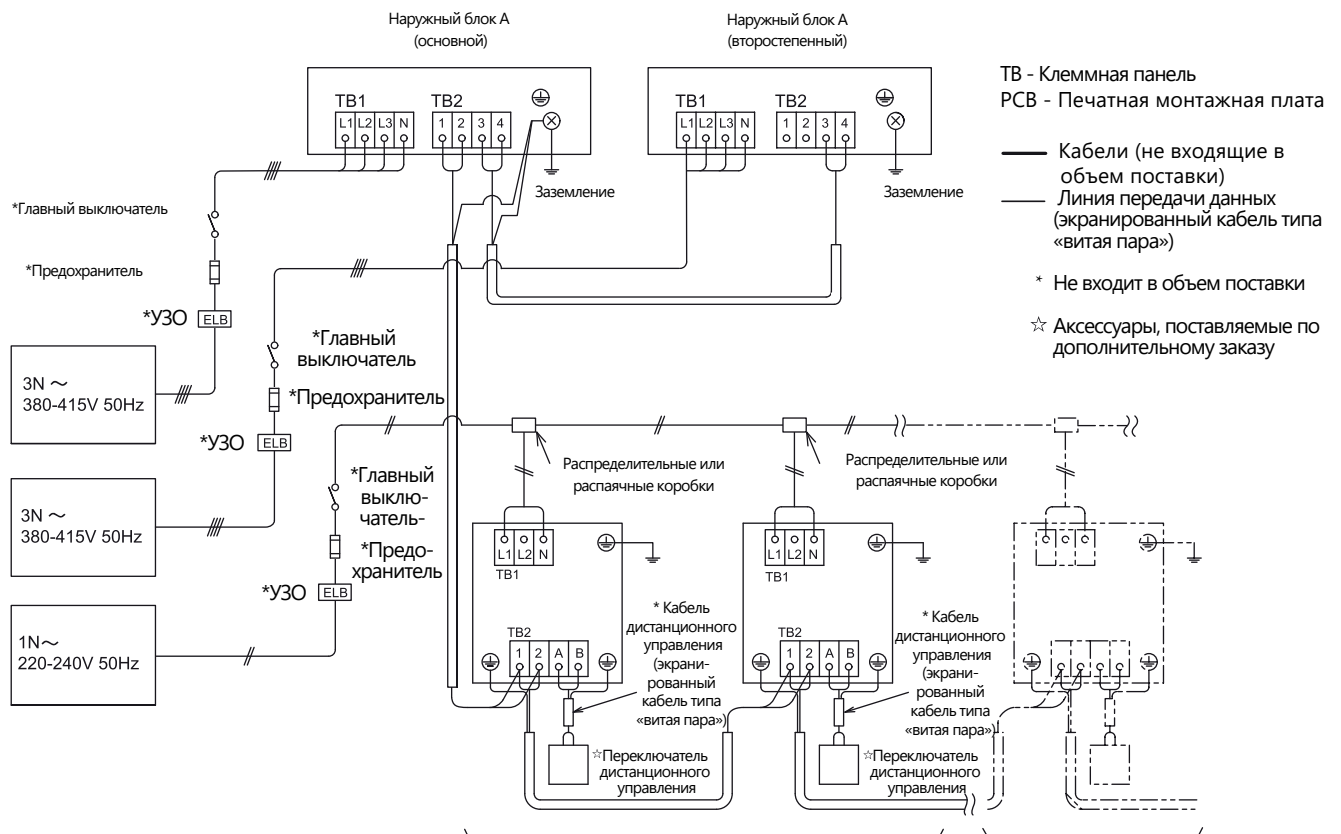 Наружный блок А
(основной)
Наружный блок А
(второстепенный)
TB1
L1 L2 L3 N
TB2
1 2 3 4
Заземление
TB1
L1 L2 L3 N
TB2
1 2 3 4
Заземление
ТВ - Клеммная панель
РСВ - Печатная монтажная плата
Кабели (не входящие в
объем поставки)
Линия передачи данных
(экранированный кабель типа
«витая пара»)
* Не входит в объем поставки
☆ Аксессуары, поставляемые по
дополнительному заказу
*Главный выключатель
*Предохранитель
*УЗО ELB
3N ~
380-415V 50Hz
*Главный
выключатель
*Предохранитель
*УЗО ELB
3N ~
380-415V 50Hz
*Главный
выклю-
чатель-
*Предо-
хранитель
*УЗО ELB
1N~
220-240V 50Hz
Распределительные или
распаячные коробки
Распределительные или
распаячные коробки
L1 L2 N
TB1
TB2
1 2 A B
* Кабель
дистанционного
управления
(экрани-
рованный
кабель типа
«витая пара»)
☆Переключатель
дистанционного
управления
L1 L2 N
TB1
TB2
1 2 A B
* Кабель
дистанционного
управления
(экрани-
рованный
кабель типа
«витая пара»)
☆Переключатель
дистанционного
управления